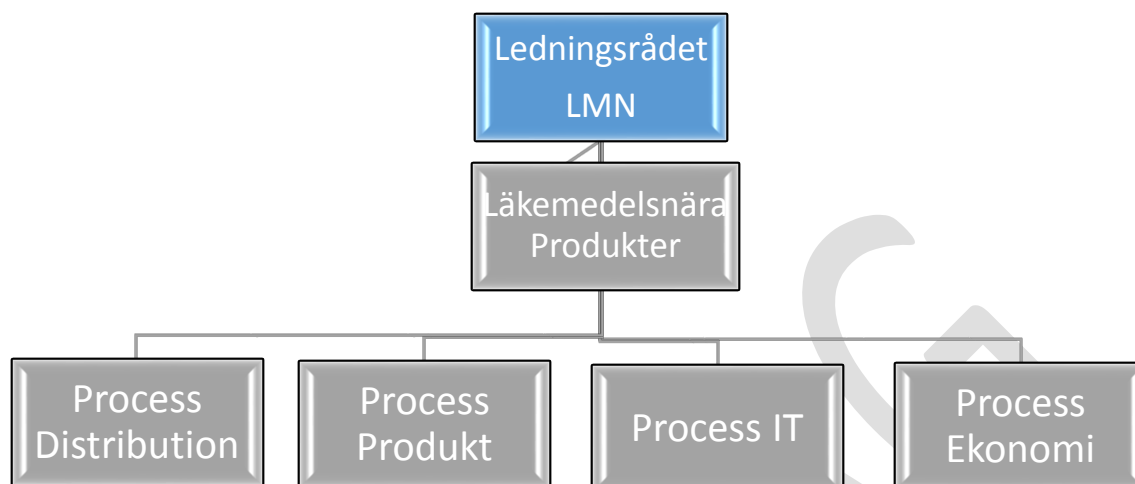 Ledningsrådet
LMN
Läkemedelsnära
Produkter
Process
Distribution
Process
Produkt
Process IT
Process
Ekonomi